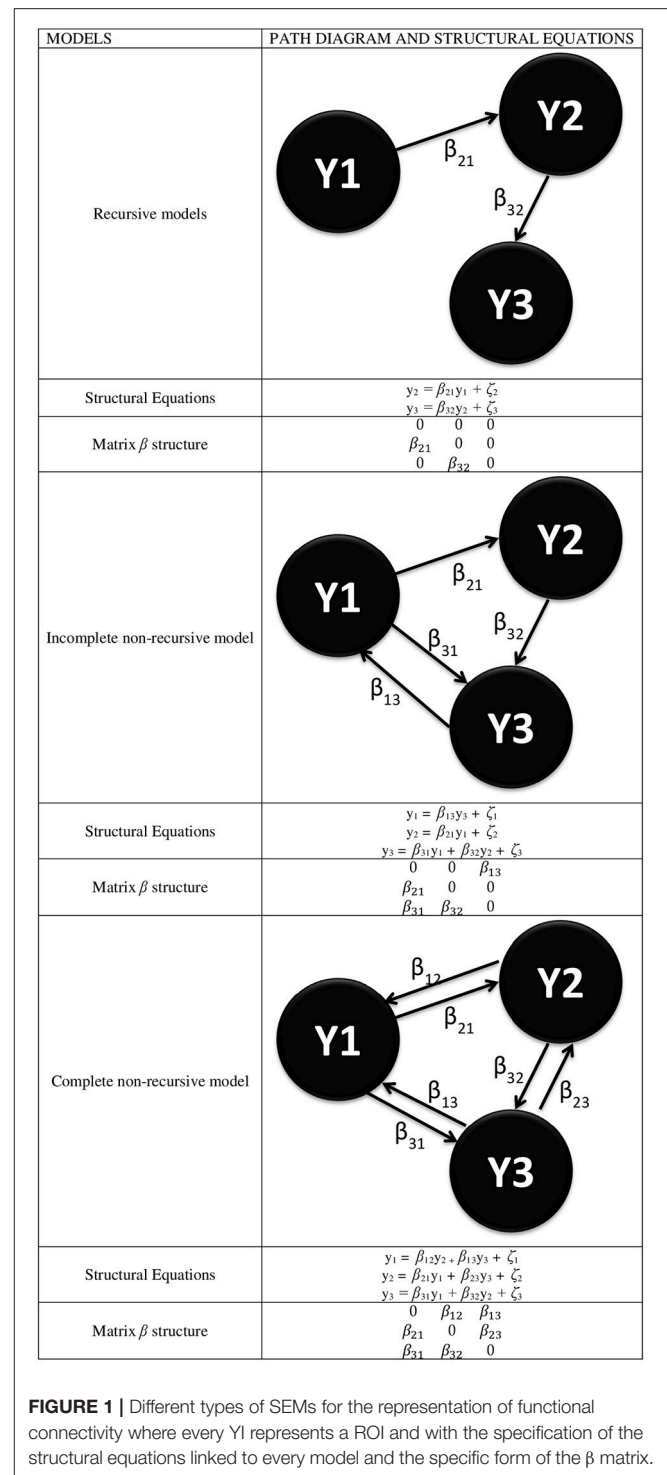 MODELS PATH DIAGRAM AND STRUCTURAL EQUATIONS
Recursive models
Y1
Y2
β21
β32
Y3
Structural Equations
y₂ = β₂₁y₁ + ζ₂
y₃ = β₃₂y₂ + ζ₃
Matrix β structure
0 0 0
β₂₁ 0 0
0 β₃₂ 0
Incomplete non-recursive model
Y1
Y2
β21
β32
β31
β13
Y3
Structural Equations
y₁ = β₁₃y₃ + ζ₁
y₂ = β₂₁y₁ + ζ₂
y₃ = β₃₁y₁ + β₃₂y₂ + ζ₃
Matrix β structure
0 0 β₁₃
β₂₁ 0 0
β₃₁ β₃₂ 0
Complete non-recursive model
β12
Y2
Y1
β21
β32
β13
β23
β31
Y3
Structural Equations
y₁ = β₁₂y₂ + β₁₃y₃ + ζ₁
y₂ = β₂₁y₁ + β₂₃y₃ + ζ₂
y₃ = β₃₁y₁ + β₃₂y₂ + ζ₃
Matrix β structure
0 β₁₂ β₁₃
β₂₁ 0 β₂₃
β₃₁ β₃₂ 0
FIGURE 1 | Different types of SEMs for the representation of functional
connectivity where every YI represents a ROI and with the specification of the
structural equations linked to every model and the specific form of the β matrix.